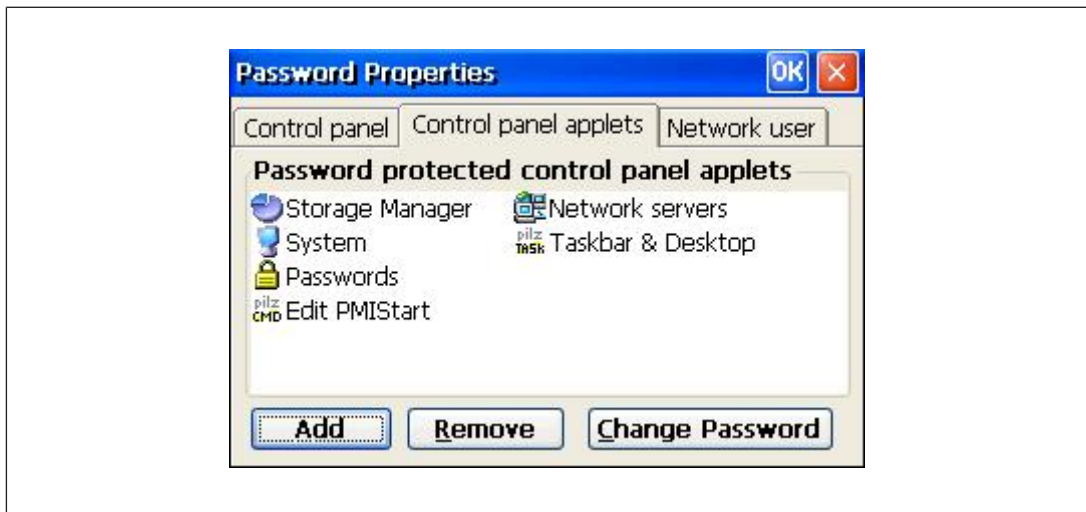 Password Properties OK
Control panel Control panel applets Network user
Password protected control panel applets
Storage Manager Network servers
System pilz TASK Taskbar & Desktop
Passwords
pilz CMD Edit PMIStart
Add Remove Change Password